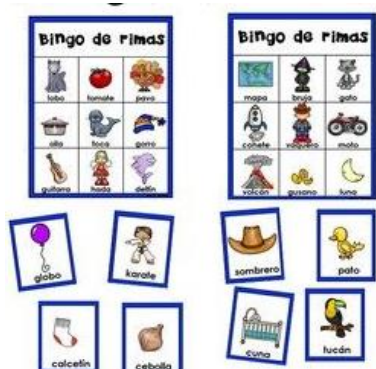 Bingo de rimas
lobo tomate pavo
olla foca gorro
guitarra hada delfín
Bingo de rimas
mapa bruja gato
cohete vaquero moto
volcán gusano luna
globo
karate
calcetín
cebolla
sombrero
pato
cuna
tucán